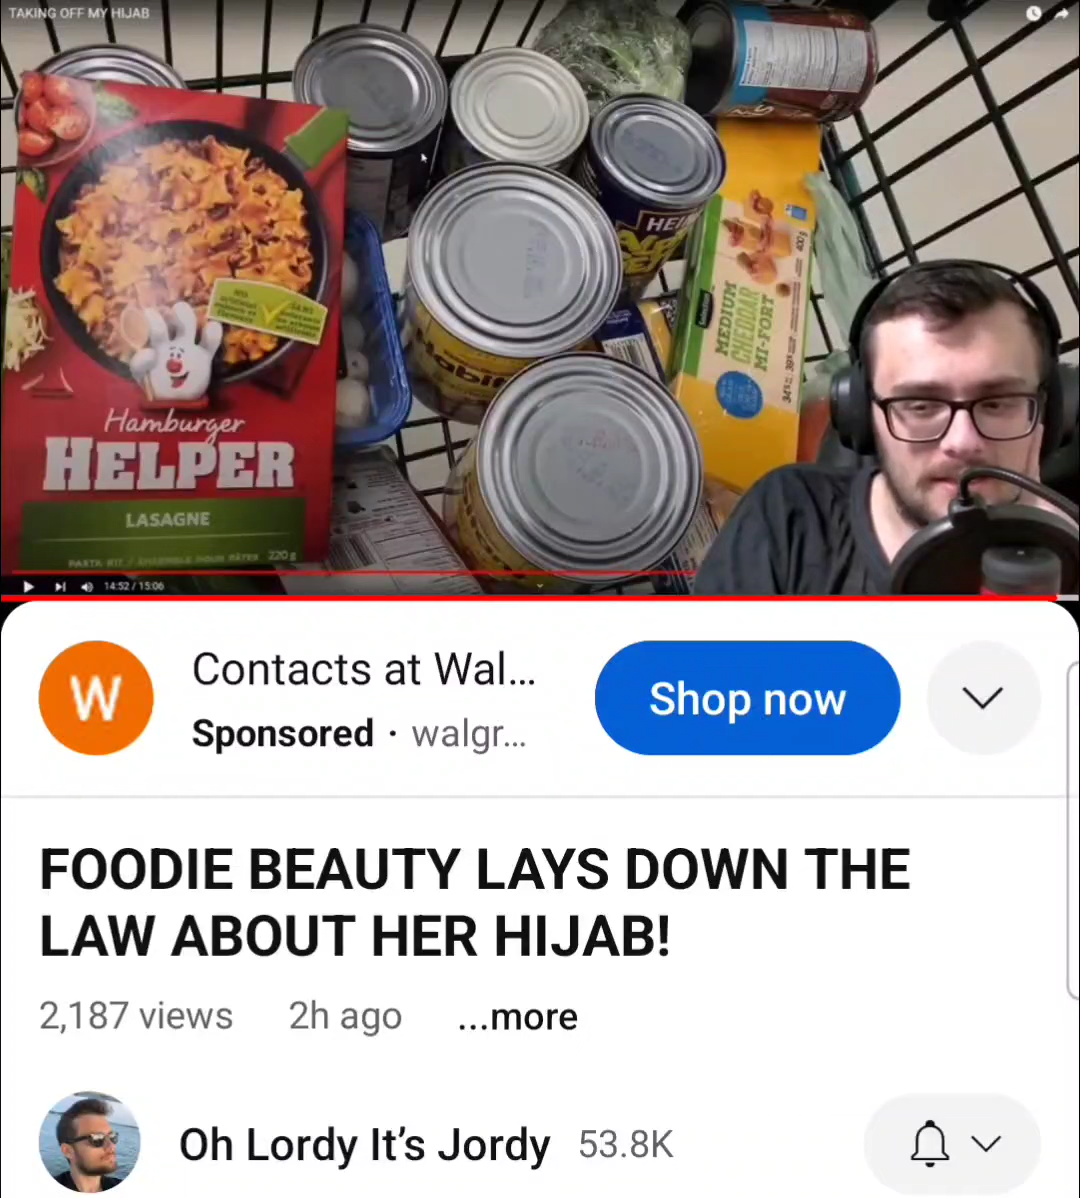 TAKING OFF MY HIJAB
HEI
MEDIUM
CHEDDAR
MI-FORT
400 g
Habit
Hamburger
HELPER
LASAGNE
220 g
14:52 / 15:06
W
Contacts at Wal...
Sponsored · walgr...
Shop now
FOODIE BEAUTY LAYS DOWN THE
LAW ABOUT HER HIJAB!
2,187 views 2h ago ...more
Oh Lordy It's Jordy 53.8K